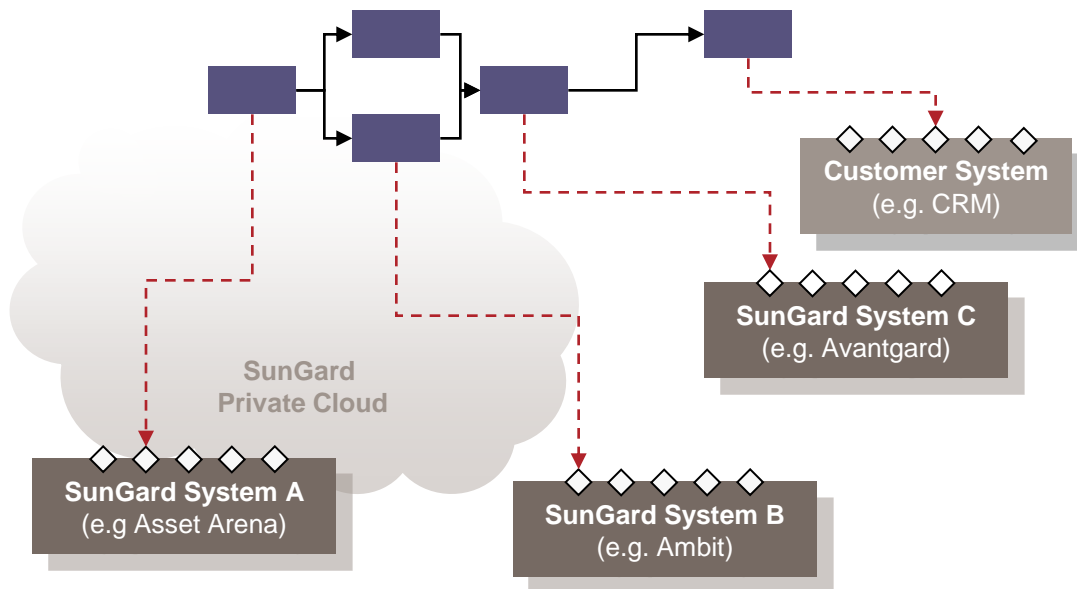 Customer System
(e.g. CRM)
SunGard System C
(e.g. Avantgard)
SunGard
Private Cloud
SunGard System A
(e.g Asset Arena)
SunGard System B
(e.g. Ambit)